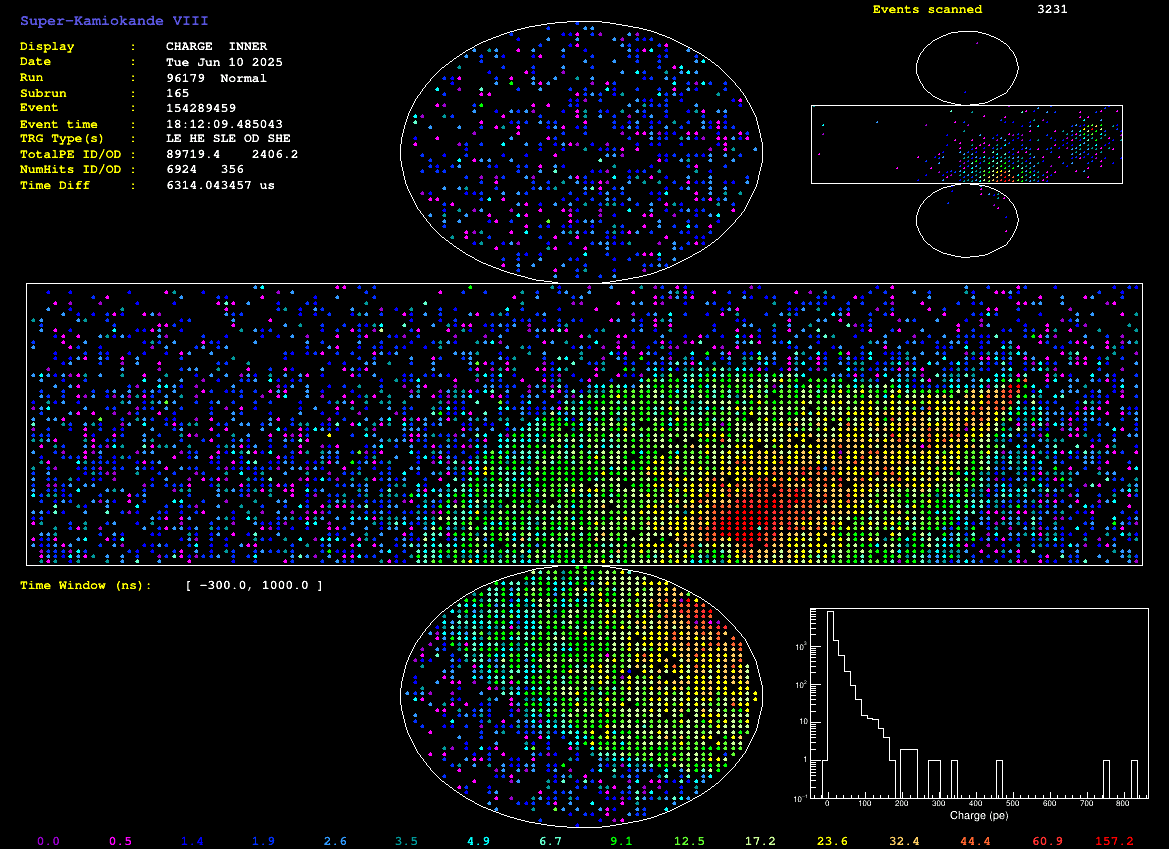 Super-Kamiokande VIII
Events scanned 3231
Display : CHARGE INNER
Date : Tue Jun 10 2025
Run : 96179 Normal
Subrun : 165
Event : 154289459
Event time : 18:12:09.485043
TRG Type(s) : LE HE SLE OD SHE
TotalPE ID/OD : 89719.4 2406.2
NumHits ID/OD : 6924 356
Time Diff : 6314.043457 us
Time Window (ns): [ -300.0, 1000.0 ]
10³
10²
10
1
10⁻¹
0 100 200 300 400 500 600 700 800
Charge (pe)
0.0 0.5 1.4 1.9 2.6 3.5 4.9 6.7 9.1 12.5 17.2 23.6 32.4 44.4 60.9 157.2